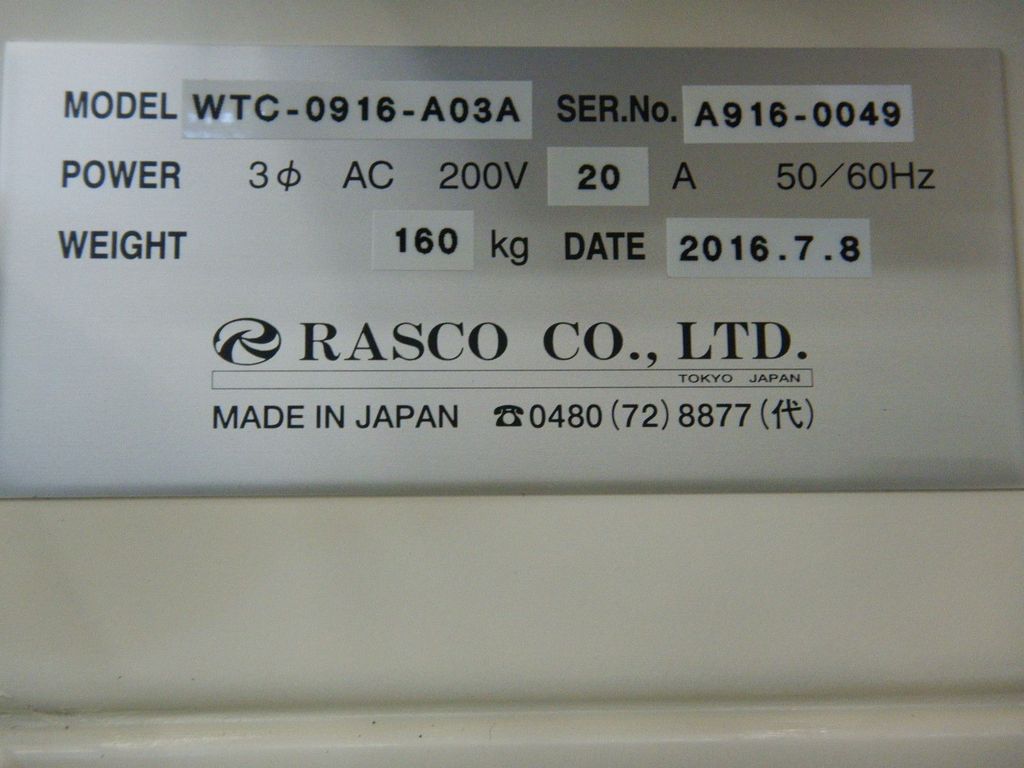 MODEL WTC-0916-A03A SER.No. A916-0049
POWER 3φ AC 200V 20 A 50/60Hz
WEIGHT 160 kg DATE 2016.7.8
RASCO CO., LTD.
TOKYO JAPAN
MADE IN JAPAN ☎0480(72)8877(代)